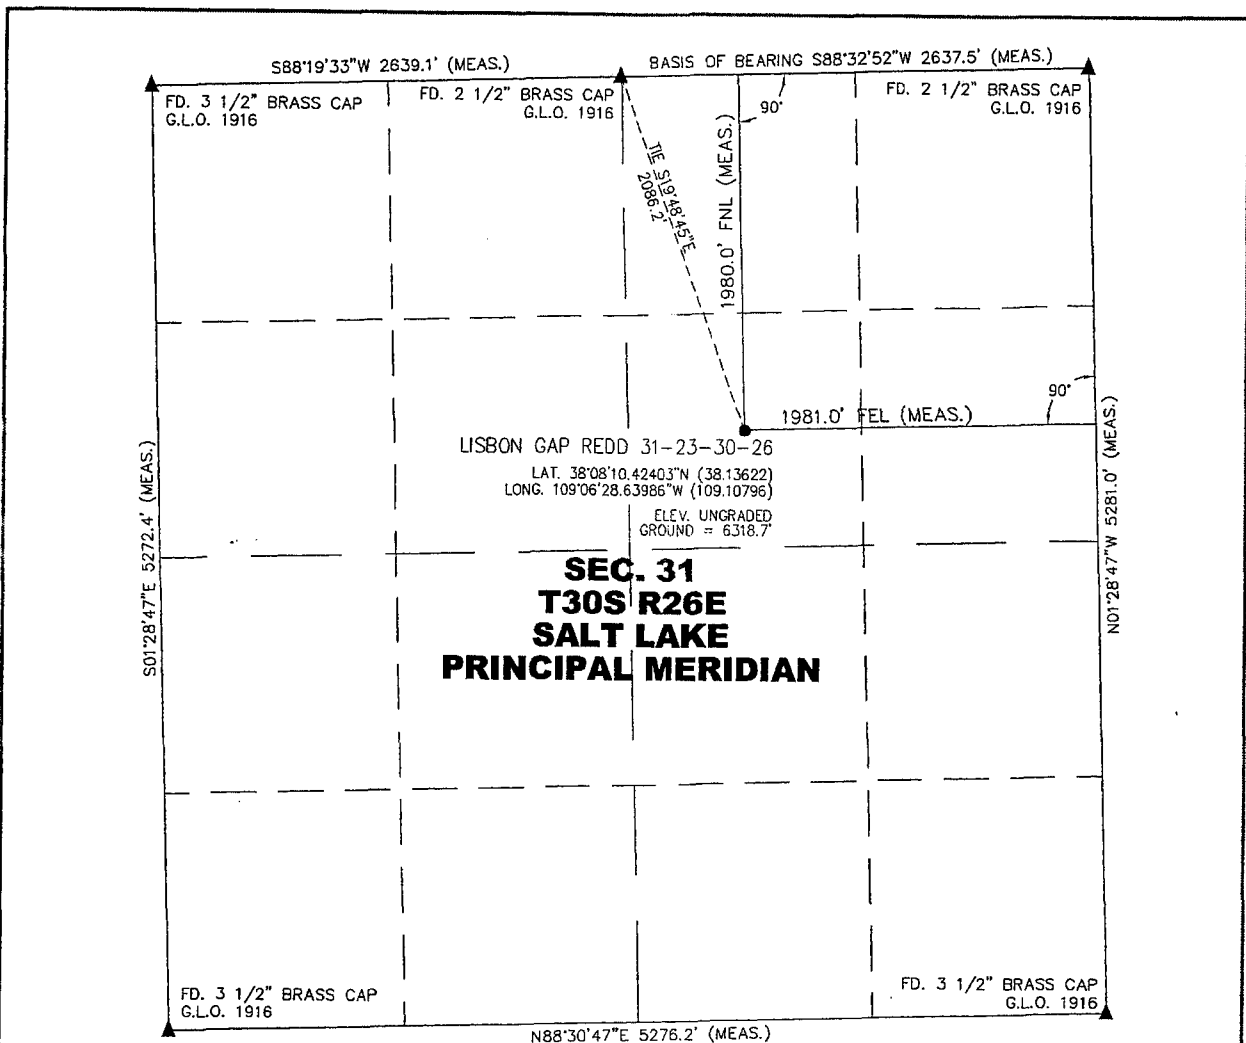 S88°19'33"W 2639.1' (MEAS.)
BASIS OF BEARING S88°32'52"W 2637.5' (MEAS.)
FD. 3 1/2" BRASS CAP
G.L.O. 1916
FD. 2 1/2" BRASS CAP
G.L.O. 1916
FD. 2 1/2" BRASS CAP
G.L.O. 1916
90°
TIE S19°48'45"E
2086.2'
1980.0' FNL (MEAS.)
90°
1981.0' FEL (MEAS.)
LISBON GAP REDD 31-23-30-26
LAT. 38°08'10.42403"N (38.13622)
LONG. 109°06'28.63986"W (109.10796)
ELEV. UNGRADED
GROUND = 6318.7'
S01°28'47"E 5272.4' (MEAS.)
N01°28'47"W 5281.0' (MEAS.)
SEC. 31
T30S R26E
SALT LAKE
PRINCIPAL MERIDIAN
FD. 3 1/2" BRASS CAP
G.L.O. 1916
FD. 3 1/2" BRASS CAP
G.L.O. 1916
N88°30'47"E 5276.2' (MEAS.)